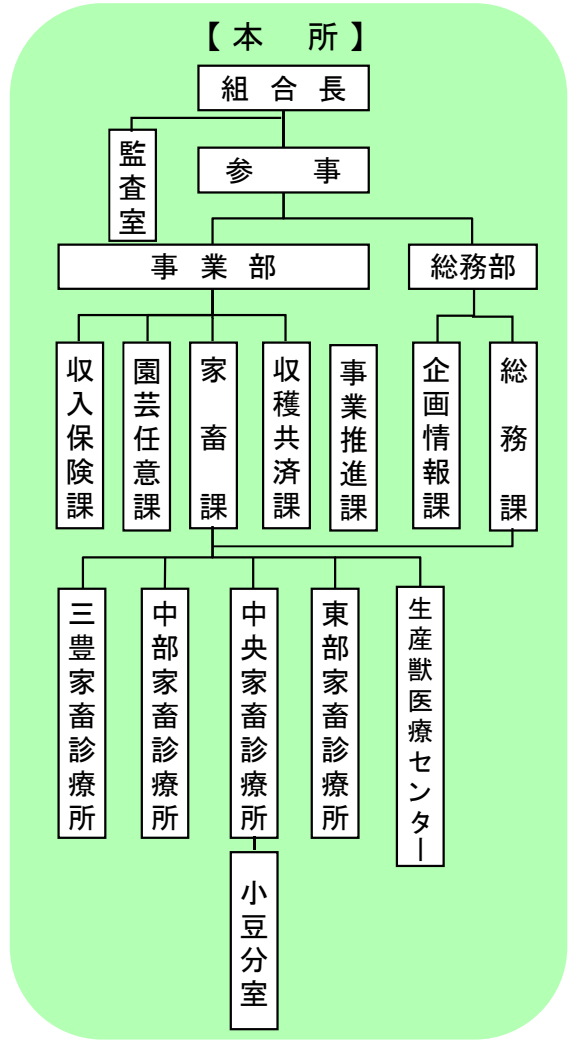 【本 所】
組合長
監査室
参 事
事業部
総務部
収入保険課
園芸任意課
家畜課
収穫共済課
事業推進課
企画情報課
総務課
三豊家畜診療所
中部家畜診療所
中央家畜診療所
東部家畜診療所
生産獣医療センター
小豆分室